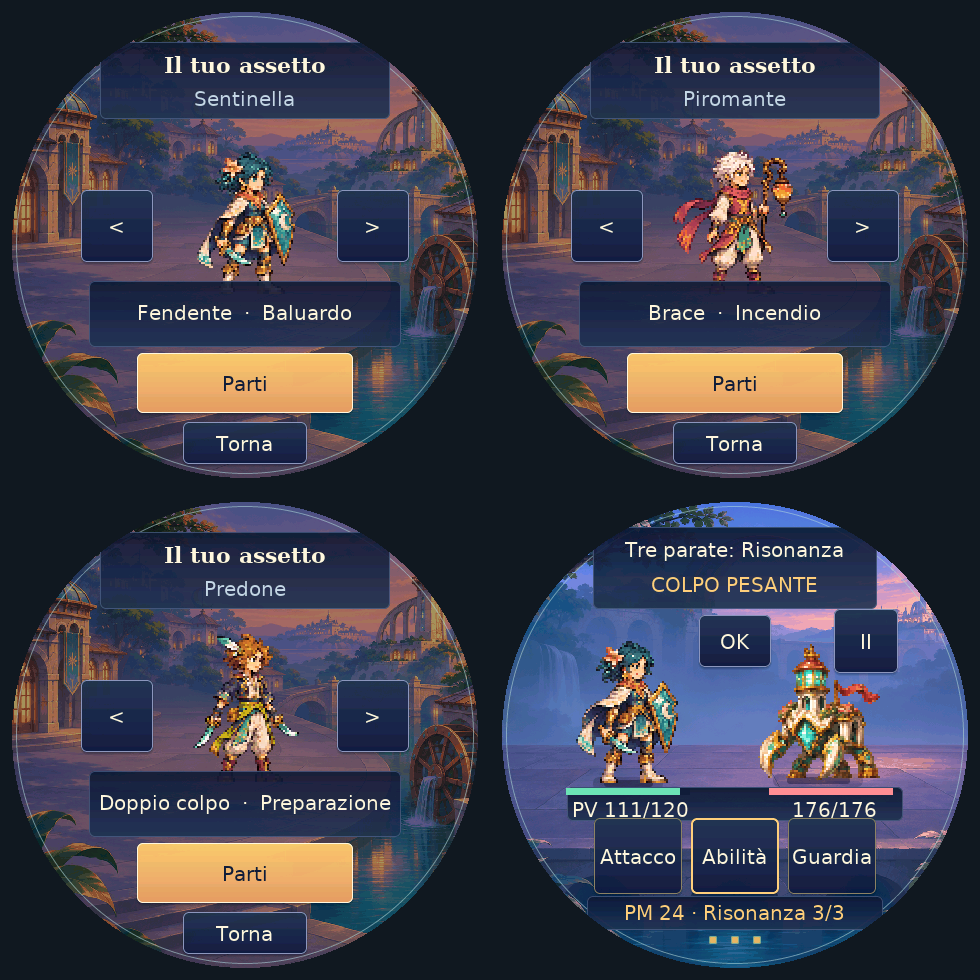 Il tuo assetto
Sentinella
<
>
Fendente · Baluardo
Parti
Torna
Il tuo assetto
Piromante
<
>
Brace · Incendio
Parti
Torna
Il tuo assetto
Predone
<
>
Doppio colpo · Preparazione
Parti
Torna
Tre parate: Risonanza
COLPO PESANTE
OK
II
PV 111/120
176/176
Attacco
Abilità
Guardia
PM 24 · Risonanza 3/3